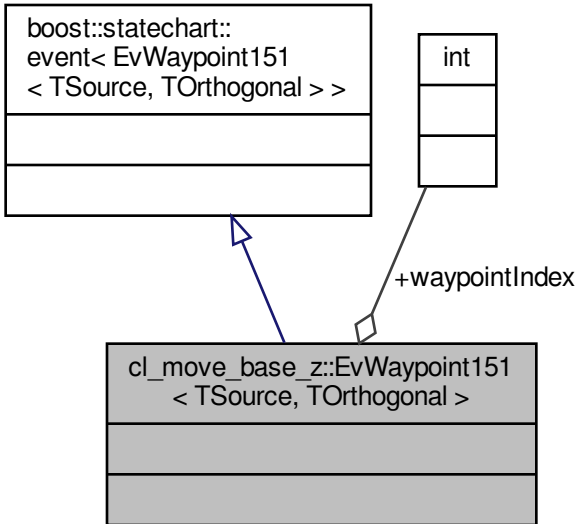 boost::statechart::
event< EvWaypoint151
< TSource, TOrthogonal > >
int
+waypointIndex
cl_move_base_z::EvWaypoint151
< TSource, TOrthogonal >